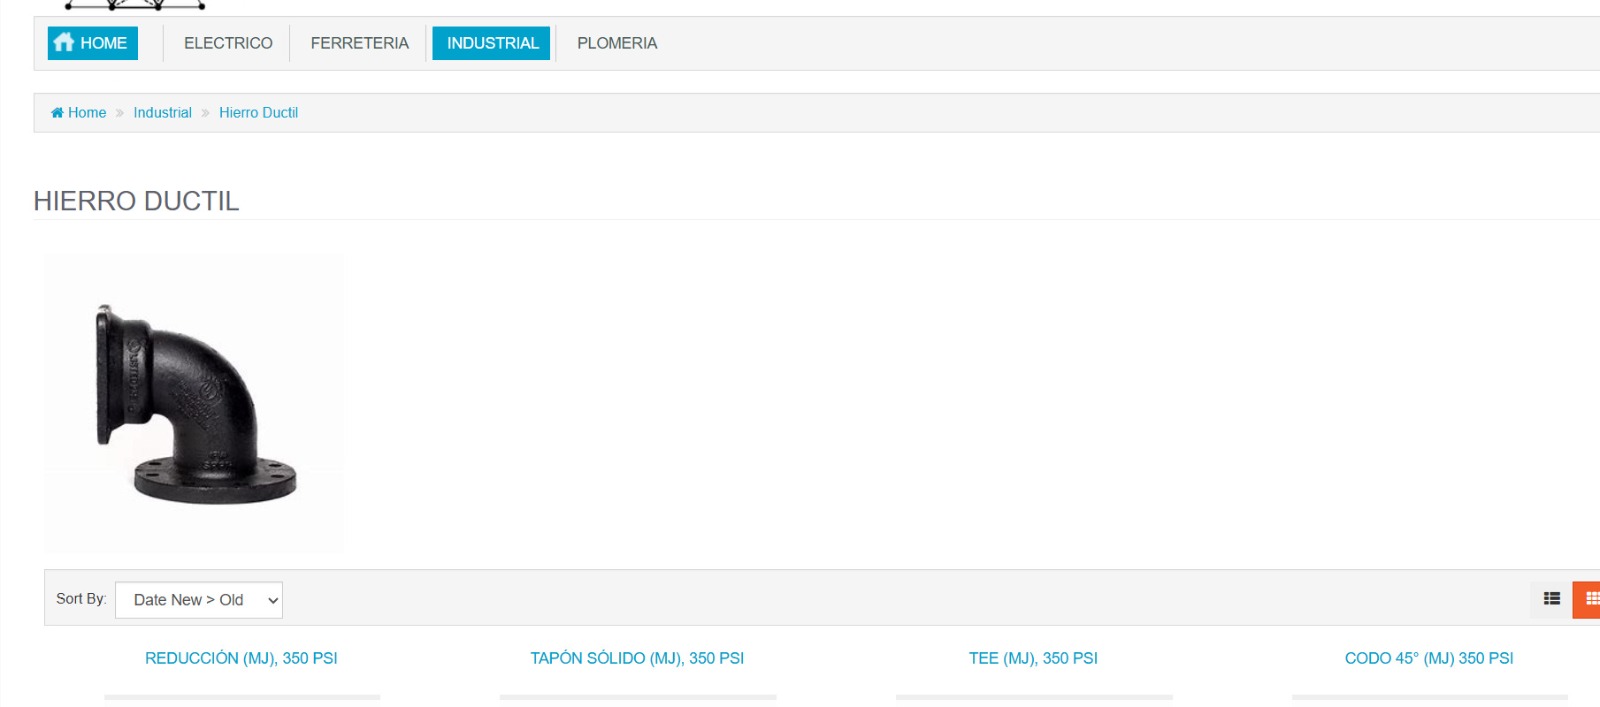 HOME ELECTRICO FERRETERIA INDUSTRIAL PLOMERIA
Home » Industrial » Hierro Ductil
HIERRO DUCTIL
Sort By: Date New > Old
REDUCCIÓN (MJ), 350 PSI TAPÓN SÓLIDO (MJ), 350 PSI TEE (MJ), 350 PSI CODO 45° (MJ) 350 PSI